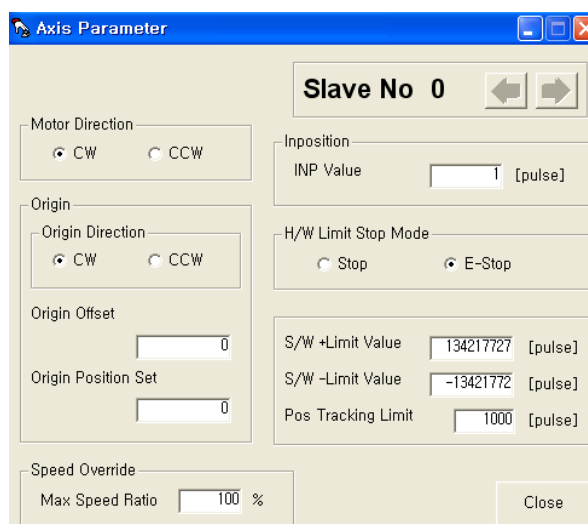 Axis Parameter
Slave No 0
Motor Direction
CW
CCW
Origin
Origin Direction
CW
CCW
Origin Offset
0
Origin Position Set
0
Speed Override
Max Speed Ratio 100 %
Inposition
INP Value 1 [pulse]
H/W Limit Stop Mode
Stop
E-Stop
S/W +Limit Value 134217727 [pulse]
S/W -Limit Value -13421772 [pulse]
Pos Tracking Limit 1000 [pulse]
Close